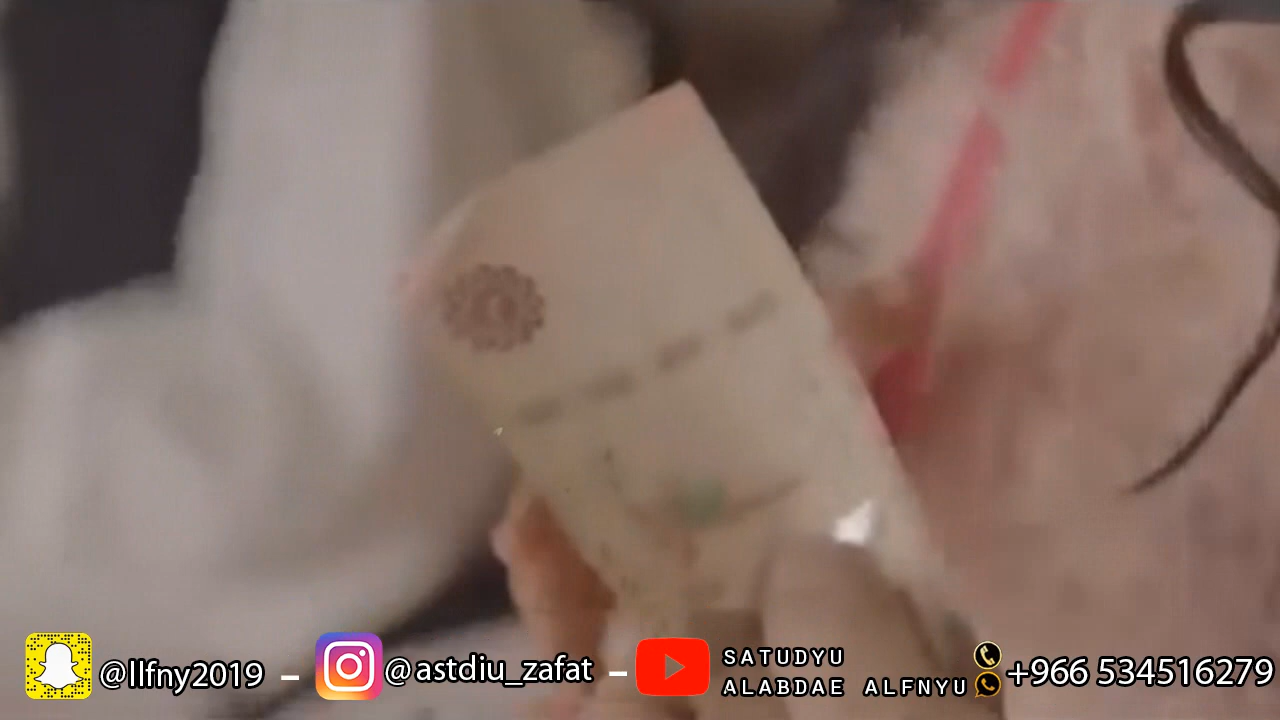 @llfny2019 – @astdiu_zafat – SATUDYU ALABDAE ALFNYU +966 534516279